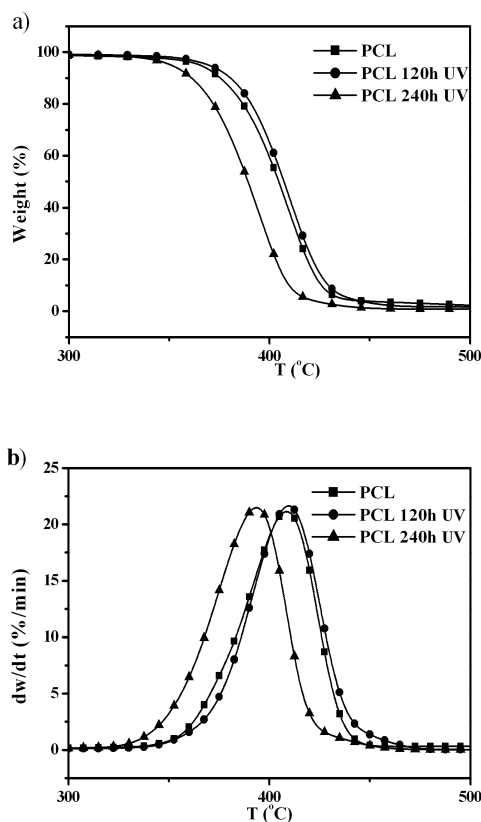 a)
100
80
60
40
20
0
Weight (%)
PCL
PCL 120h UV
PCL 240h UV
300
400
500
T (°C)
b)
25
20
15
10
5
0
dw/dt (%/min)
PCL
PCL 120h UV
PCL 240h UV
300
400
500
T (°C)